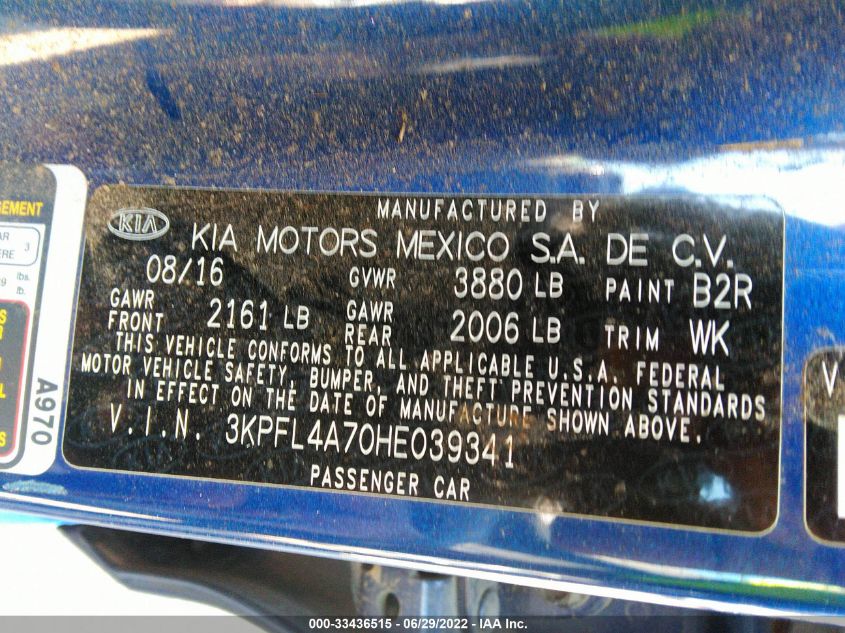 MANUFACTURED BY
KIA
KIA MOTORS MEXICO S.A. DE C.V.
08/16 GVWR 3880 LB PAINT B2R
GAWR FRONT 2161 LB GAWR REAR 2006 LB TRIM WK
THIS VEHICLE CONFORMS TO ALL APPLICABLE U.S.A. FEDERAL
MOTOR VEHICLE SAFETY, BUMPER, AND THEFT PREVENTION STANDARDS
IN EFFECT ON THE DATE OF MANUFACTURE SHOWN ABOVE.
V.I.N. 3KPFL4A70HE039341
PASSENGER CAR
A970
3
lbs.
lb.
V
000-33436515 - 06/29/2022 - IAA Inc.